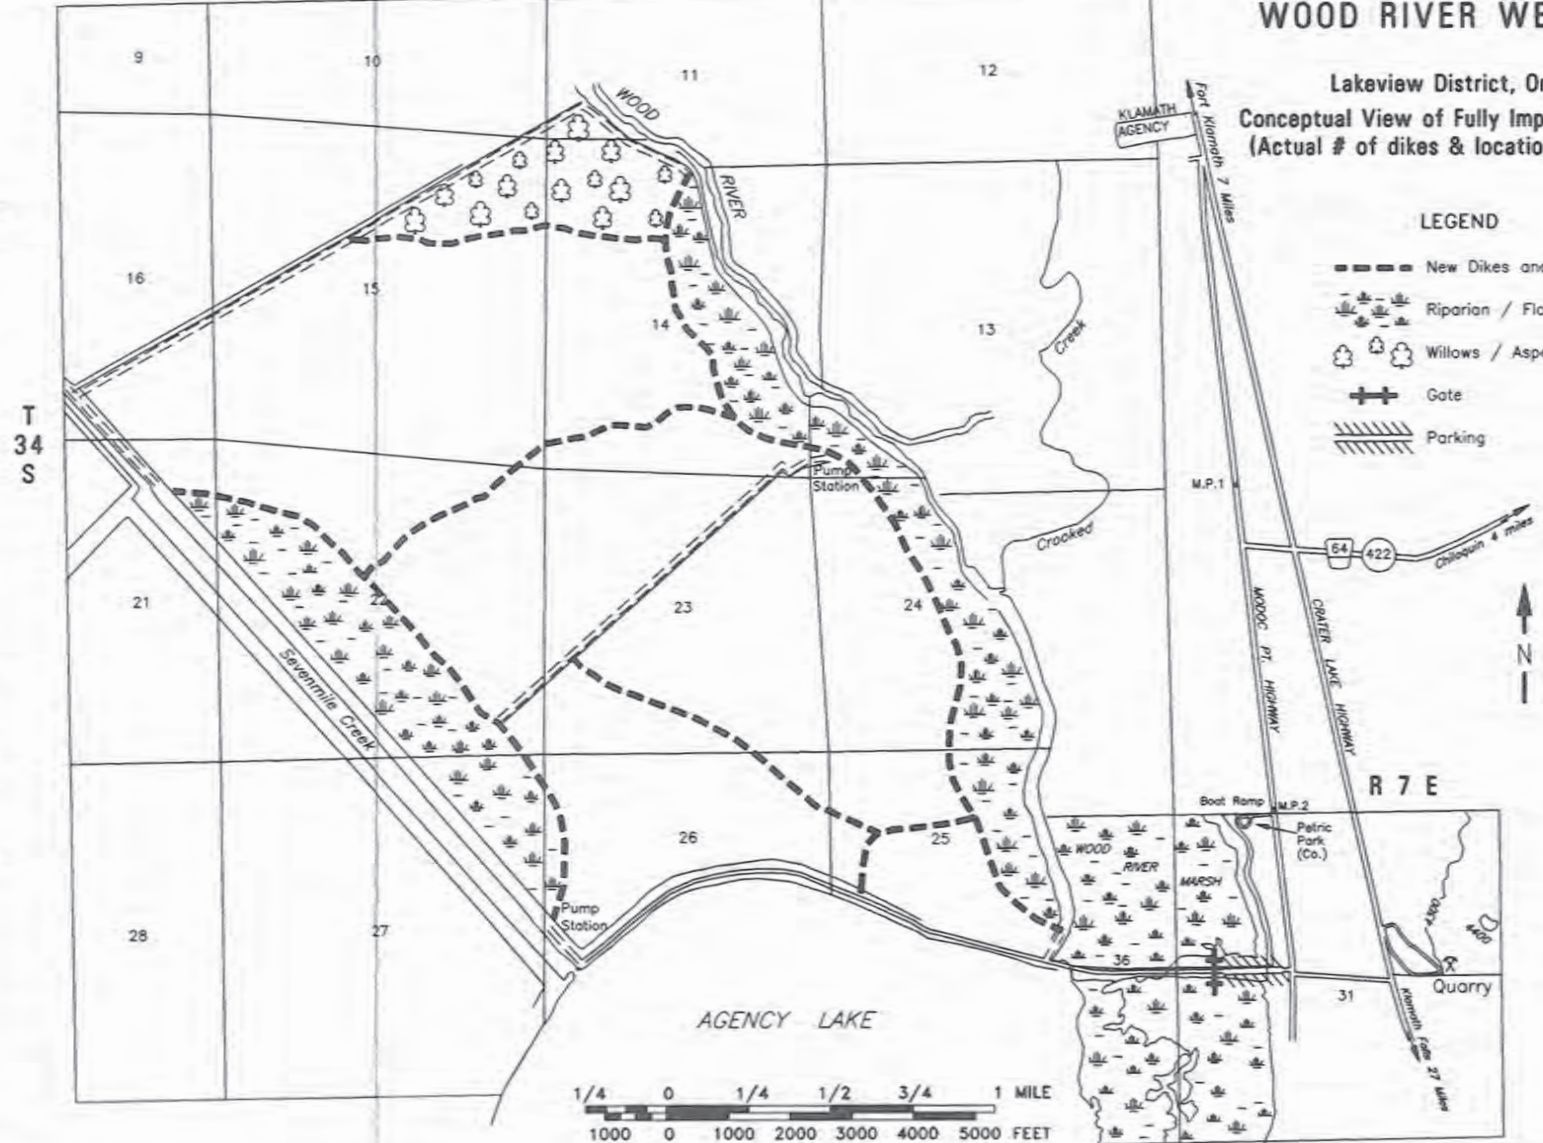 WOOD RIVER WE
Lakeview District, Or
Conceptual View of Fully Imp
(Actual # of dikes & locatio
LEGEND
New Dikes and
Riparian / Flo
Willows / Aspe
Gate
Parking
9
10
11
12
WOOD
RIVER
KLAMATH
AGENCY
Fort Klamath 7 Miles
16
15
14
13
Creek
T
34
S
Pump
Station
M.P.1
Crooked
64
422
Chiloquin 4 miles
21
22
23
24
N
Sevenmile Creek
MODOC PT. HIGHWAY
CRATER LAKE HIGHWAY
R 7 E
Boat Ramp
M.P.2
Petric
Park
(Co.)
WOOD
RIVER
MARSH
26
25
28
27
Pump
Station
36
31
4400
Quarry
AGENCY LAKE
Klamath Falls 27 Miles
1/4 0 1/4 1/2 3/4 1 MILE
1000 0 1000 2000 3000 4000 5000 FEET